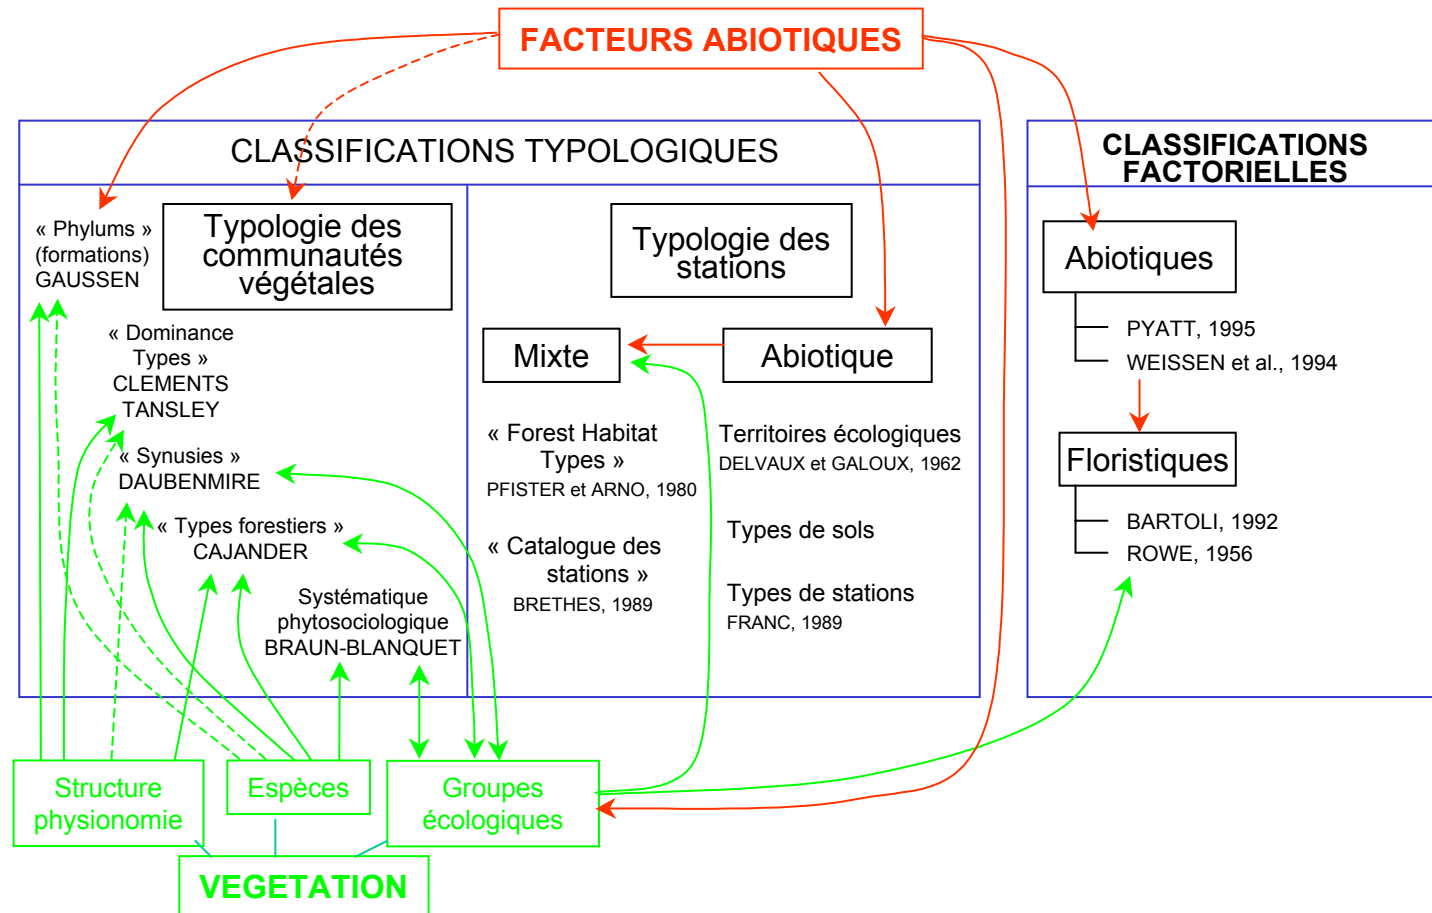 FACTEURS ABIOTIQUES
CLASSIFICATIONS TYPOLOGIQUES
« Phylums »
(formations)
GAUSSEN
Typologie des
communautés
végétales
« Dominance
Types »
CLEMENTS
TANSLEY
« Synusies »
DAUBENMIRE
« Types forestiers »
CAJANDER
Systématique
phytosociologique
BRAUN-BLANQUET
Typologie des
stations
Mixte
Abiotique
« Forest Habitat
Types »
PFISTER et ARNO, 1980
« Catalogue des
stations »
BRETHES, 1989
Territoires écologiques
DELVAUX et GALOUX, 1962
Types de sols
Types de stations
FRANC, 1989
CLASSIFICATIONS
FACTORIELLES
Abiotiques
PYATT, 1995
WEISSEN et al., 1994
Floristiques
BARTOLI, 1992
ROWE, 1956
Structure
physionomie
Espèces
Groupes
écologiques
VEGETATION